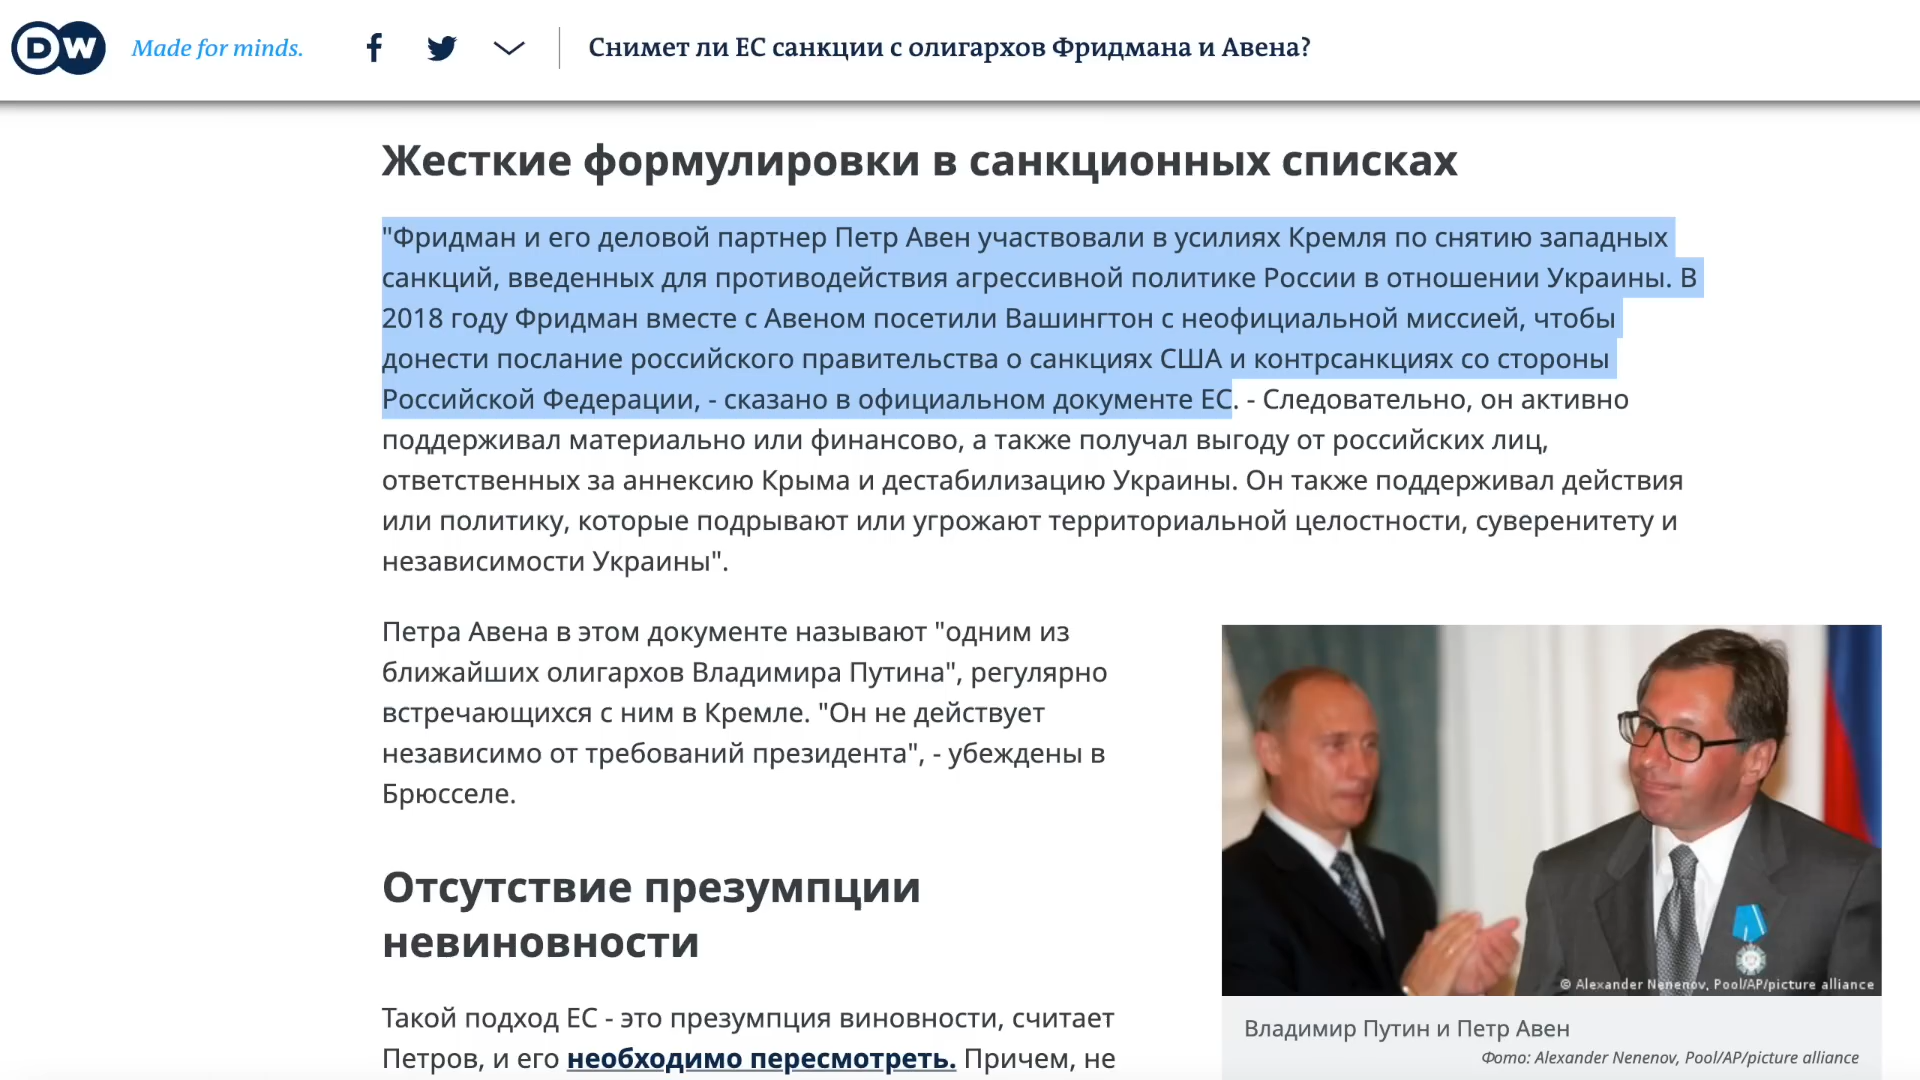 DW Made for minds. Снимет ли ЕС санкции с олигархов Фридмана и Авена?
Жесткие формулировки в санкционных списках
"Фридман и его деловой партнер Петр Авен участвовали в усилиях Кремля по снятию западных
санкций, введенных для противодействия агрессивной политике России в отношении Украины. В
2018 году Фридман вместе с Авеном посетили Вашингтон с неофициальной миссией, чтобы
донести послание российского правительства о санкциях США и контрсанкциях со стороны
Российской Федерации, - сказано в официальном документе ЕС. - Следовательно, он активно
поддерживал материально или финансово, а также получал выгоду от российских лиц,
ответственных за аннексию Крыма и дестабилизацию Украины. Он также поддерживал действия
или политику, которые подрывают или угрожают территориальной целостности, суверенитету и
независимости Украины".
Петра Авена в этом документе называют "одним из
ближайших олигархов Владимира Путина", регулярно
встречающихся с ним в Кремле. "Он не действует
независимо от требований президента", - убеждены в
Брюсселе.
Отсутствие презумпции
невиновности
Такой подход ЕС - это презумпция виновности, считает
Петров, и его необходимо пересмотреть. Причем, не
© Alexander Nenenov, Pool/AP/picture alliance
Владимир Путин и Петр Авен
Фото: Alexander Nenenov, Pool/AP/picture alliance